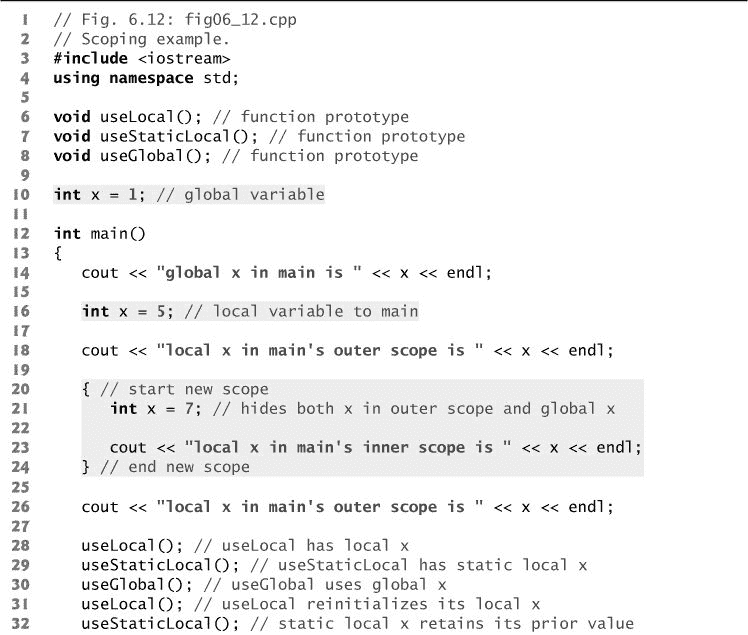 1 // Fig. 6.12: fig06_12.cpp
2 // Scoping example.
3 #include <iostream>
4 using namespace std;
5
6 void useLocal(); // function prototype
7 void useStaticLocal(); // function prototype
8 void useGlobal(); // function prototype
9
10 int x = 1; // global variable
11
12 int main()
13 {
14    cout << "global x in main is " << x << endl;
15
16    int x = 5; // local variable to main
17
18    cout << "local x in main's outer scope is " << x << endl;
19
20    { // start new scope
21       int x = 7; // hides both x in outer scope and global x
22
23       cout << "local x in main's inner scope is " << x << endl;
24    } // end new scope
25
26    cout << "local x in main's outer scope is " << x << endl;
27
28    useLocal(); // useLocal has local x
29    useStaticLocal(); // useStaticLocal has static local x
30    useGlobal(); // useGlobal uses global x
31    useLocal(); // useLocal reinitializes its local x
32    useStaticLocal(); // static local x retains its prior value